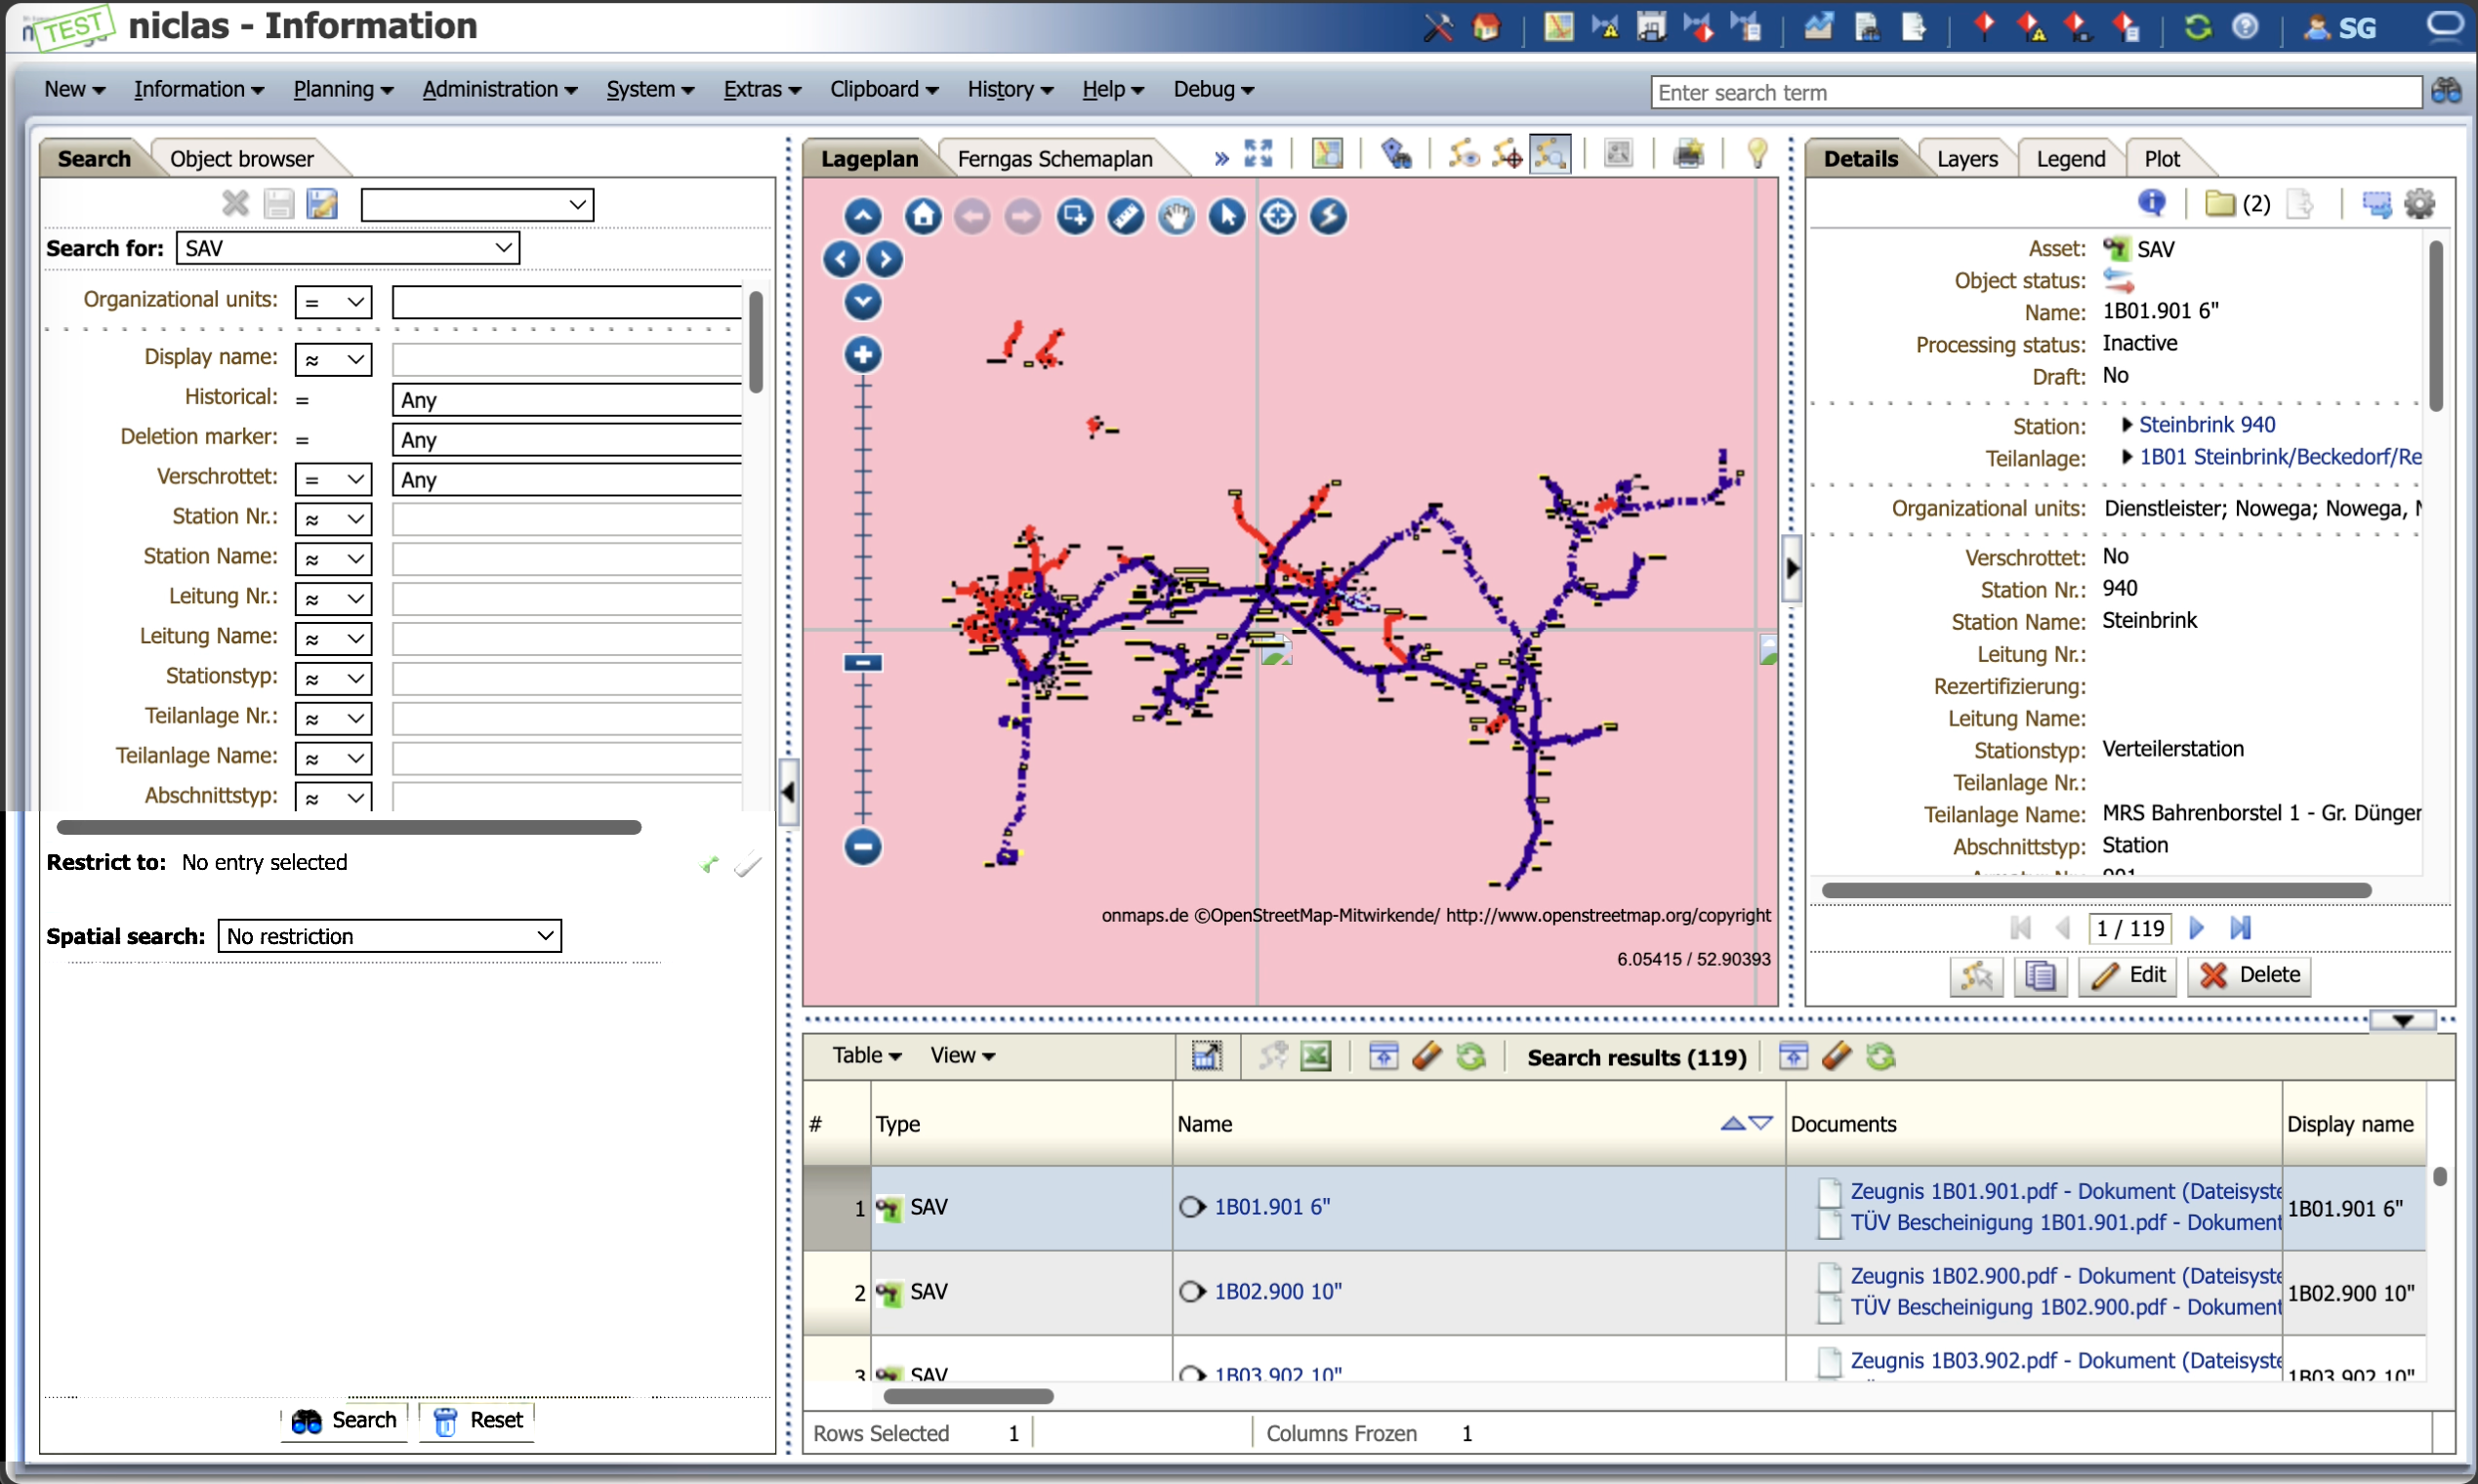 TEST niclas - Information
SG
New Information Planning Administration System Extras Clipboard History Help Debug
Enter search term
Search Object browser
Search for: SAV
Organizational units: =
Display name: ≈
Historical: = Any
Deletion marker: = Any
Verschrottet: = Any
Station Nr.: ≈
Station Name: ≈
Leitung Nr.: ≈
Leitung Name: ≈
Stationstyp: ≈
Teilanlage Nr.: ≈
Teilanlage Name: ≈
Abschnittstyp: ≈
Restrict to: No entry selected
Spatial search: No restriction
Search Reset
Lageplan Ferngas Schemaplan »
onmaps.de ©OpenStreetMap-Mitwirkende/ http://www.openstreetmap.org/copyright
6.05415 / 52.90393
Details Layers Legend Plot
(2)
Asset: SAV
Object status:
Name: 1B01.901 6"
Processing status: Inactive
Draft: No
Station: Steinbrink 940
Teilanlage: 1B01 Steinbrink/Beckedorf/Re
Organizational units: Dienstleister; Nowega; Nowega,
Verschrottet: No
Station Nr.: 940
Station Name: Steinbrink
Leitung Nr.:
Rezertifizierung:
Leitung Name:
Stationstyp: Verteilerstation
Teilanlage Nr.:
Teilanlage Name: MRS Bahrenborstel 1 - Gr. Dünger
Abschnittstyp: Station
901
1 / 119
Edit Delete
Table View Search results (119)
# Type Name Documents Display name
1 SAV 1B01.901 6" Zeugnis 1B01.901.pdf - Dokument (Dateisyste 1B01.901 6"
TÜV Bescheinigung 1B01.901.pdf - Dokument
2 SAV 1B02.900 10" Zeugnis 1B02.900.pdf - Dokument (Dateisyste 1B02.900 10"
TÜV Bescheinigung 1B02.900.pdf - Dokument
3 SAV 1B03.902 10" Zeugnis 1B03.902.pdf - Dokument (Dateisyste 1B03.902 10"
Rows Selected 1 Columns Frozen 1